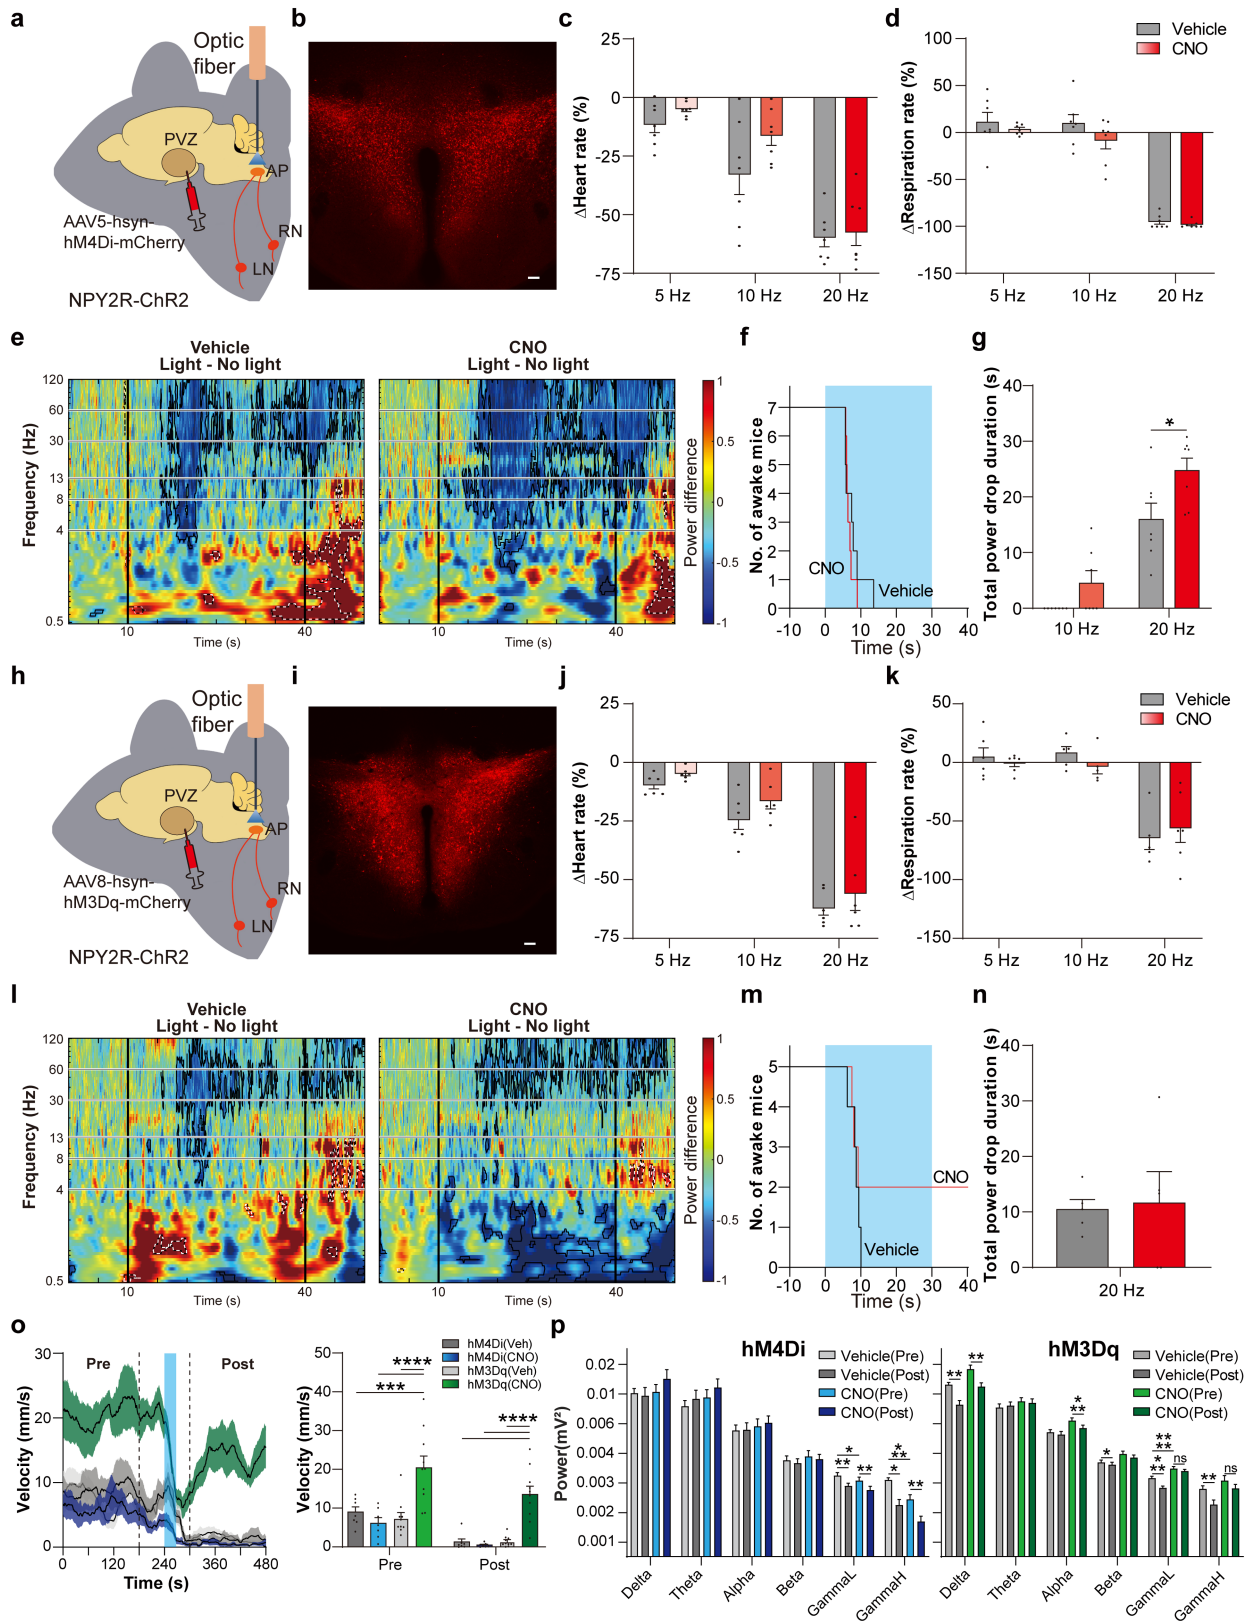 a
Optic
fiber
PVZ
AP
AAV5-hsyn-
hM4Di-mCherry
RN
LN
NPY2R-ChR2
b
c
ΔHeart rate (%)
25
0
-25
-50
-75
5 Hz
10 Hz
20 Hz
d
Vehicle
CNO
ΔRespiration rate (%)
100
50
0
-50
-100
-150
5 Hz
10 Hz
20 Hz
e
Vehicle
Light - No light
CNO
Light - No light
Frequency (Hz)
120
60
30
13
8
4
0.5
10
40
Time (s)
10
40
Time (s)
1
0.5
0
-0.5
-1
Power difference
f
No. of awake mice
7
6
5
4
3
2
1
0
CNO
Vehicle
-10
0
10
20
30
40
Time (s)
g
Total power drop duration (s)
40
30
20
10
0
*
10 Hz
20 Hz
h
Optic
fiber
PVZ
AP
AAV8-hsyn-
hM3Dq-mCherry
RN
LN
NPY2R-ChR2
i
j
ΔHeart rate (%)
25
0
-25
-50
-75
5 Hz
10 Hz
20 Hz
k
Vehicle
CNO
ΔRespiration rate (%)
50
0
-50
-100
-150
5 Hz
10 Hz
20 Hz
l
Vehicle
Light - No light
CNO
Light - No light
Frequency (Hz)
120
60
30
13
8
4
0.5
10
40
Time (s)
10
40
Time (s)
1
0.5
0
-0.5
-1
Power difference
m
No. of awake mice
5
4
3
2
1
0
CNO
Vehicle
-10
0
10
20
30
40
Time (s)
n
Total power drop duration (s)
40
30
20
10
0
20 Hz
o
Velocity (mm/s)
30
20
10
0
Pre
Post
0
120
240
360
480
Time (s)
Velocity (mm/s)
50
40
30
20
10
0
hM4Di(Veh)
hM4Di(CNO)
hM3Dq(Veh)
hM3Dq(CNO)
****
***
****
Pre
Post
p
hM4Di
Vehicle(Pre)
Vehicle(Post)
CNO(Pre)
CNO(Post)
Power(mV²)
0.02
0.01
0.006
0.004
0.003
0.002
0.001
*
**
**
*
**
*
**
**
Delta
Theta
Alpha
Beta
GammaL
GammaH
hM3Dq
Vehicle(Pre)
Vehicle(Post)
CNO(Pre)
CNO(Post)
**
**
*
**
*
**
**
*
**
ns
**
ns
Delta
Theta
Alpha
Beta
GammaL
GammaH